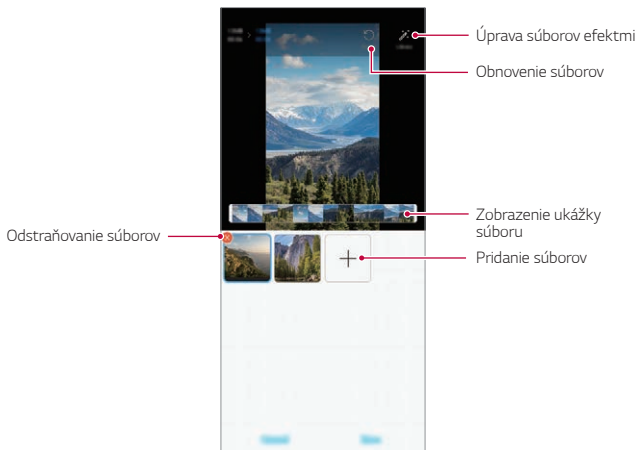 Úprava súborov efektmi
Obnovenie súborov
Zobrazenie ukážky
súboru
Odstraňovanie súborov
Pridanie súborov